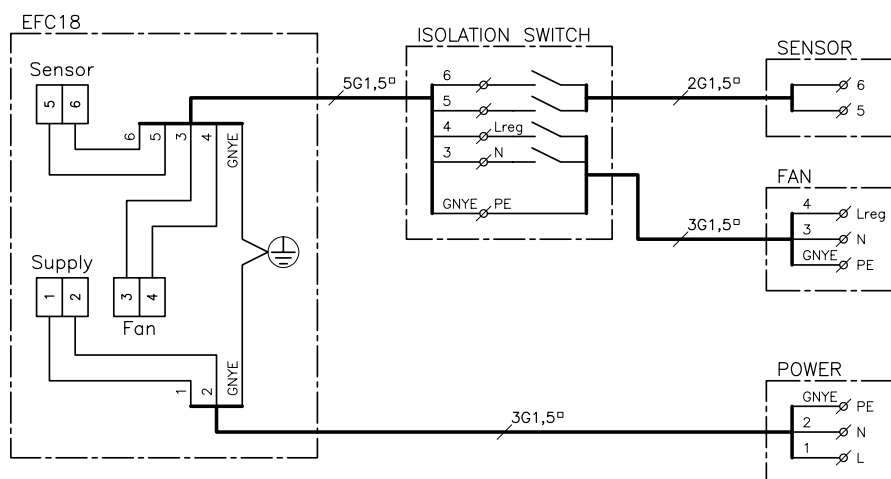 EFC18
Sensor
5 6
6 5 3 4 GNYE
Supply
1 2
3 4
Fan
1 2 GNYE
5G1,5▫
ISOLATION SWITCH
6
5
4 Lreg
3 N
GNYE PE
2G1,5▫
3G1,5▫
SENSOR
6
5
FAN
4 Lreg
3 N
GNYE PE
3G1,5▫
POWER
GNYE PE
2 N
1 L